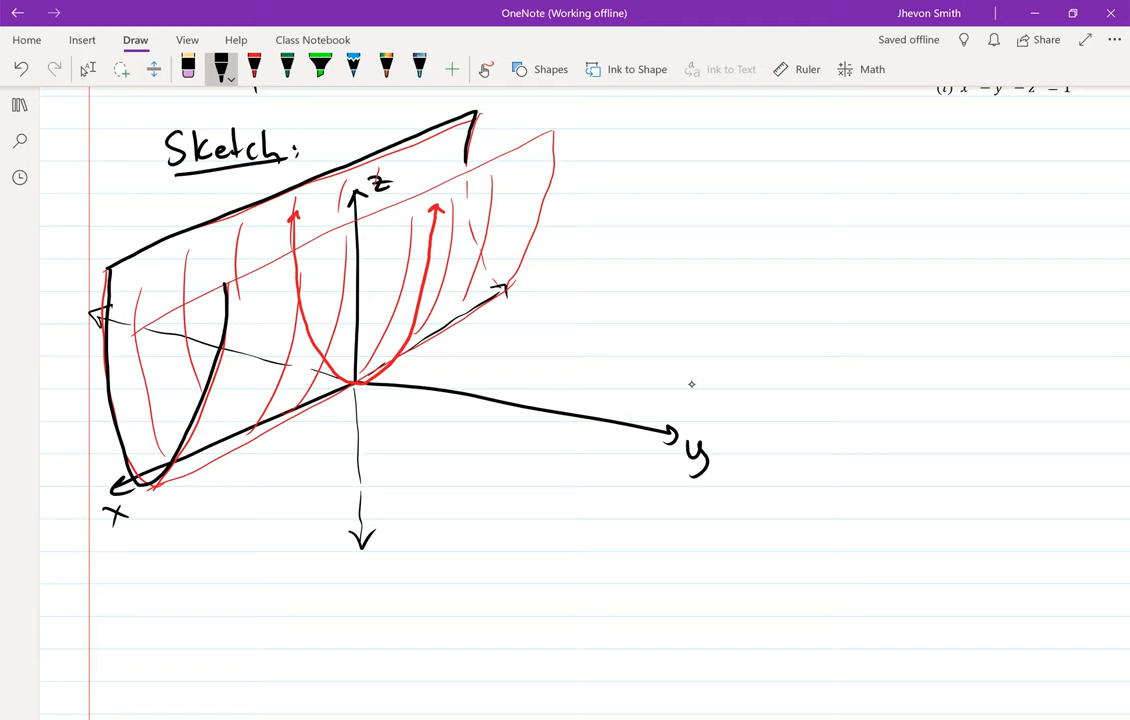 OneNote (Working offline)
Jhevon Smith
Home Insert Draw View Help Class Notebook
Saved offline
Share
Shapes
Ink to Shape
Ink to Text
Ruler
Math
Sketch:
z
y
x